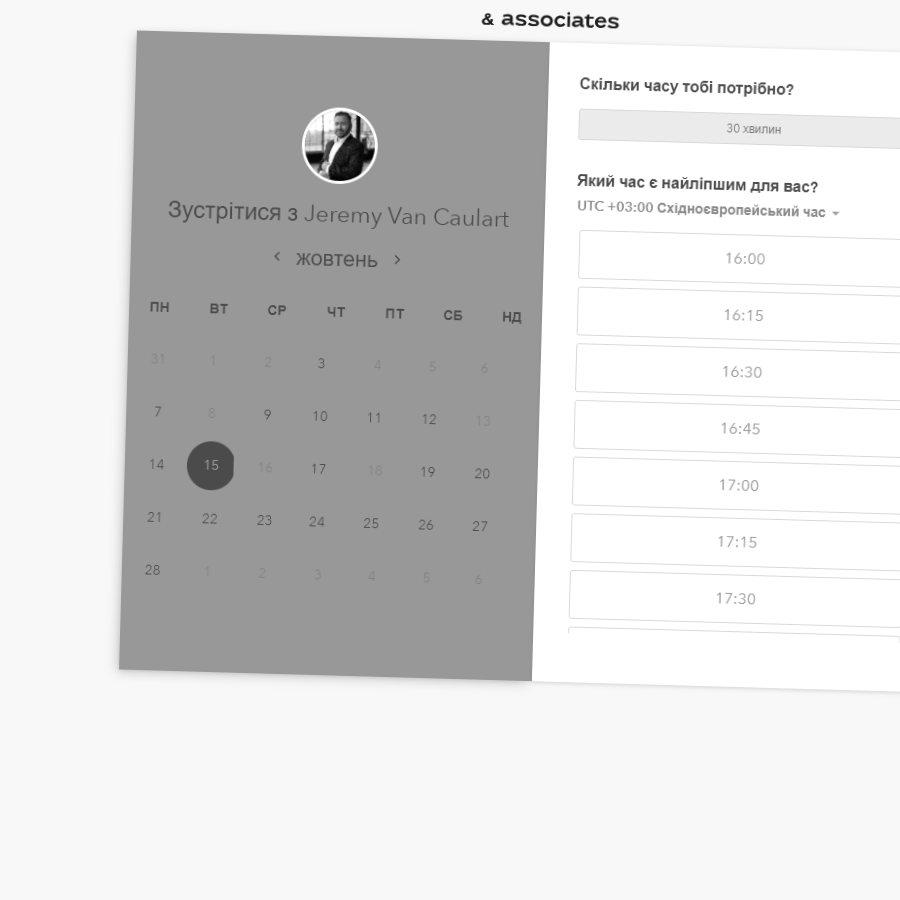 & associates
Зустрітися з Jeremy Van Caulart
‹ жовтень ›
ПН ВТ СР ЧТ ПТ СБ НД
31 1 2 3 4 5 6
7 8 9 10 11 12 13
14 15 16 17 18 19 20
21 22 23 24 25 26 27
28 1 2 3 4 5 6
Скільки часу тобі потрібно?
30 хвилин
Який час є найліпшим для вас?
UTC +03:00 Східноєвропейський час
16:00
16:15
16:30
16:45
17:00
17:15
17:30